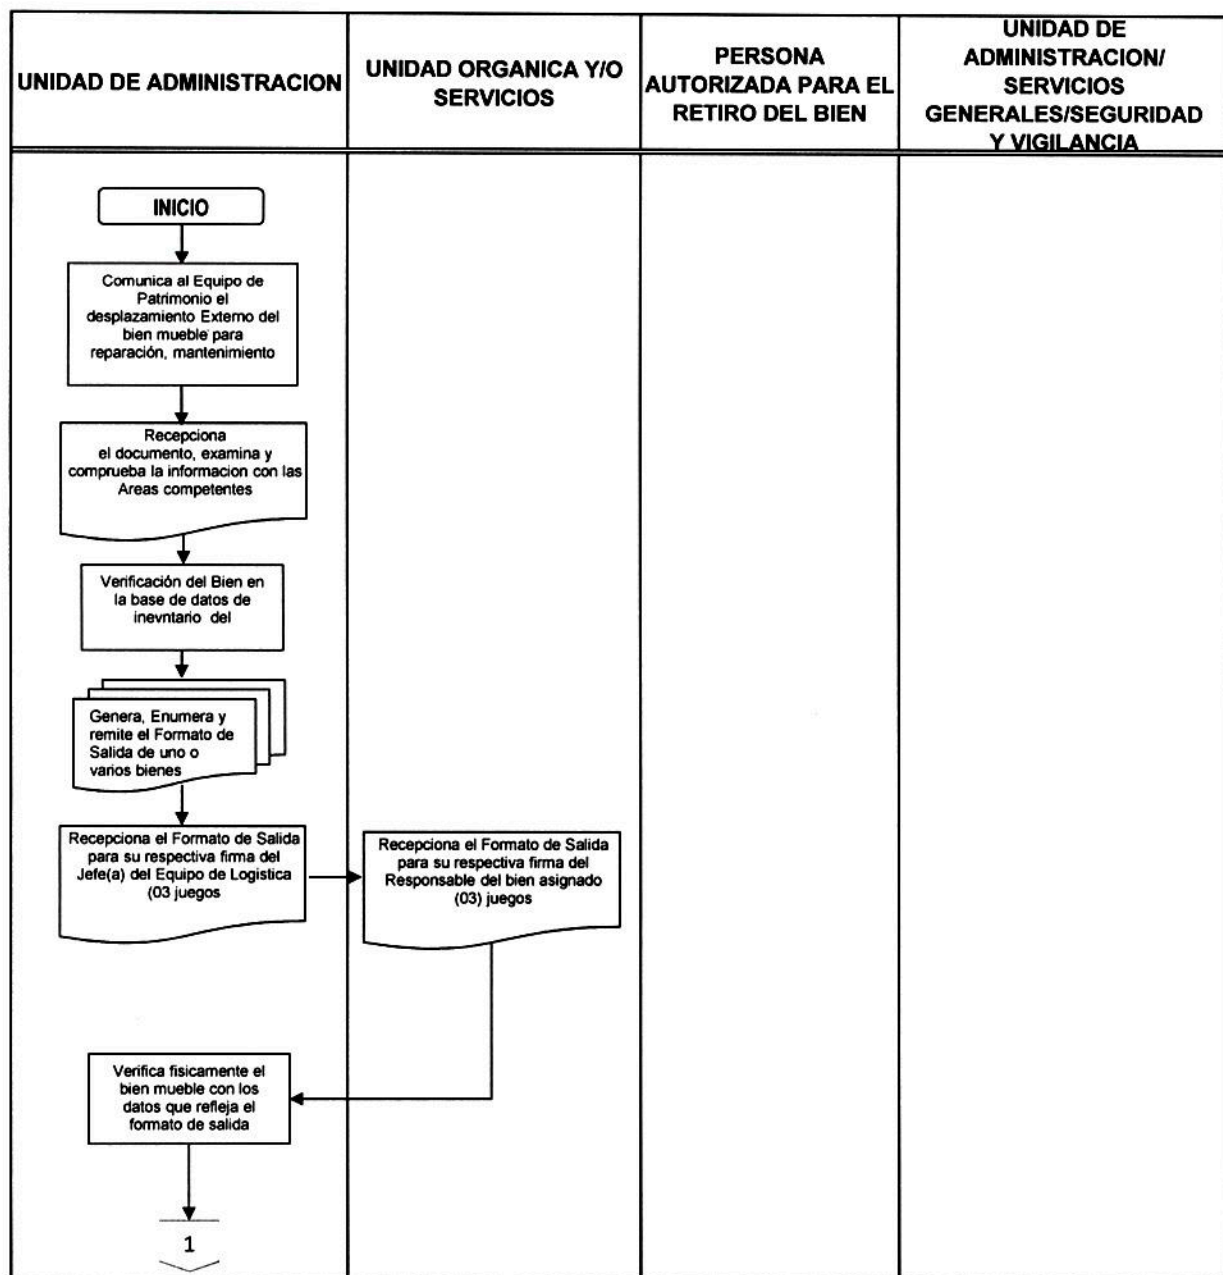 UNIDAD DE ADMINISTRACION
UNIDAD ORGANICA Y/O
SERVICIOS
PERSONA
AUTORIZADA PARA EL
RETIRO DEL BIEN
UNIDAD DE
ADMINISTRACION/
SERVICIOS
GENERALES/SEGURIDAD
Y VIGILANCIA
INICIO
Comunica al Equipo de
Patrimonio el
desplazamiento Externo del
bien mueble para
reparación, mantenimiento
Recepciona
el documento, examina y
comprueba la informacion con las
Areas competentes
Verificación del Bien en
la base de datos de
inevntario del
Genera, Enumera y
remite el Formato de
Salida de uno o
varios bienes
Recepciona el Formato de Salida
para su respectiva firma del
Jefe(a) del Equipo de Logistica
(03 juegos
Recepciona el Formato de Salida
para su respectiva firma del
Responsable del bien asignado
(03) juegos
Verifica fisicamente el
bien mueble con los
datos que refleja el
formato de salida
1